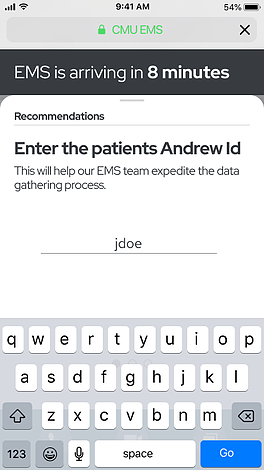 9:41 AM
54%
CMU EMS
EMS is arriving in 8 minutes
Recommendations
Enter the patients Andrew Id
This will help our EMS team expedite the data
gathering process.
jdoe
q w e r t y u i o p
a s d f g h j k l
z x c v b n m
123 space Go